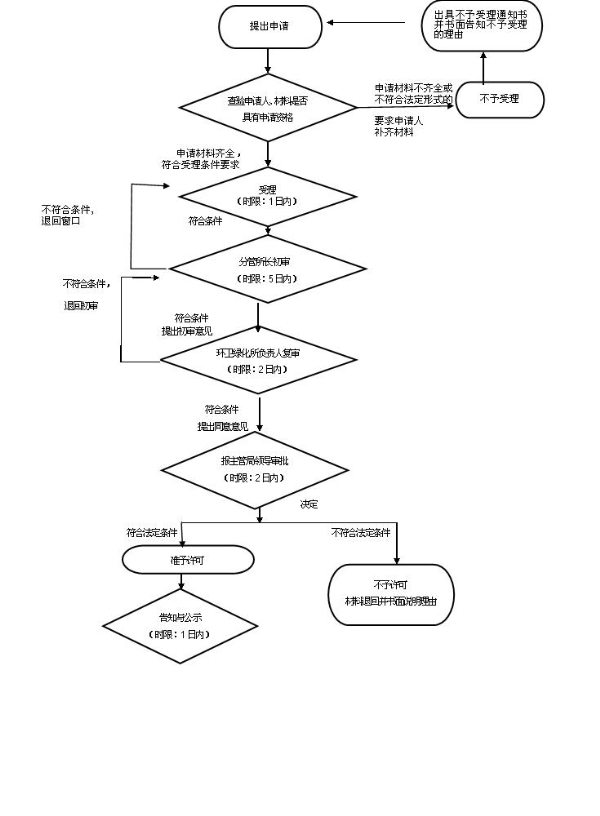 提出申请
出具不予受理通知书
并书面告知不予受理
的理由
查验申请人、材料是否
具有申请资格
申请材料不齐全或
不符合法定形式的
不予受理
要求申请人
补齐材料
申请材料齐全，
符合受理条件要求
受理
（时限：1日内）
不符合条件，
退回窗口
符合条件
分管所长初审
（时限：5日内）
不符合条件，
退回初审
符合条件
提出初审意见
环卫绿化所负责人复审
（时限：2日内）
符合条件
提出同意意见
报主管局领导审批
（时限：2日内）
决定
符合法定条件
不符合法定条件
准予许可
不予许可
材料退回并书面说明理由
告知与公示
（时限：1日内）